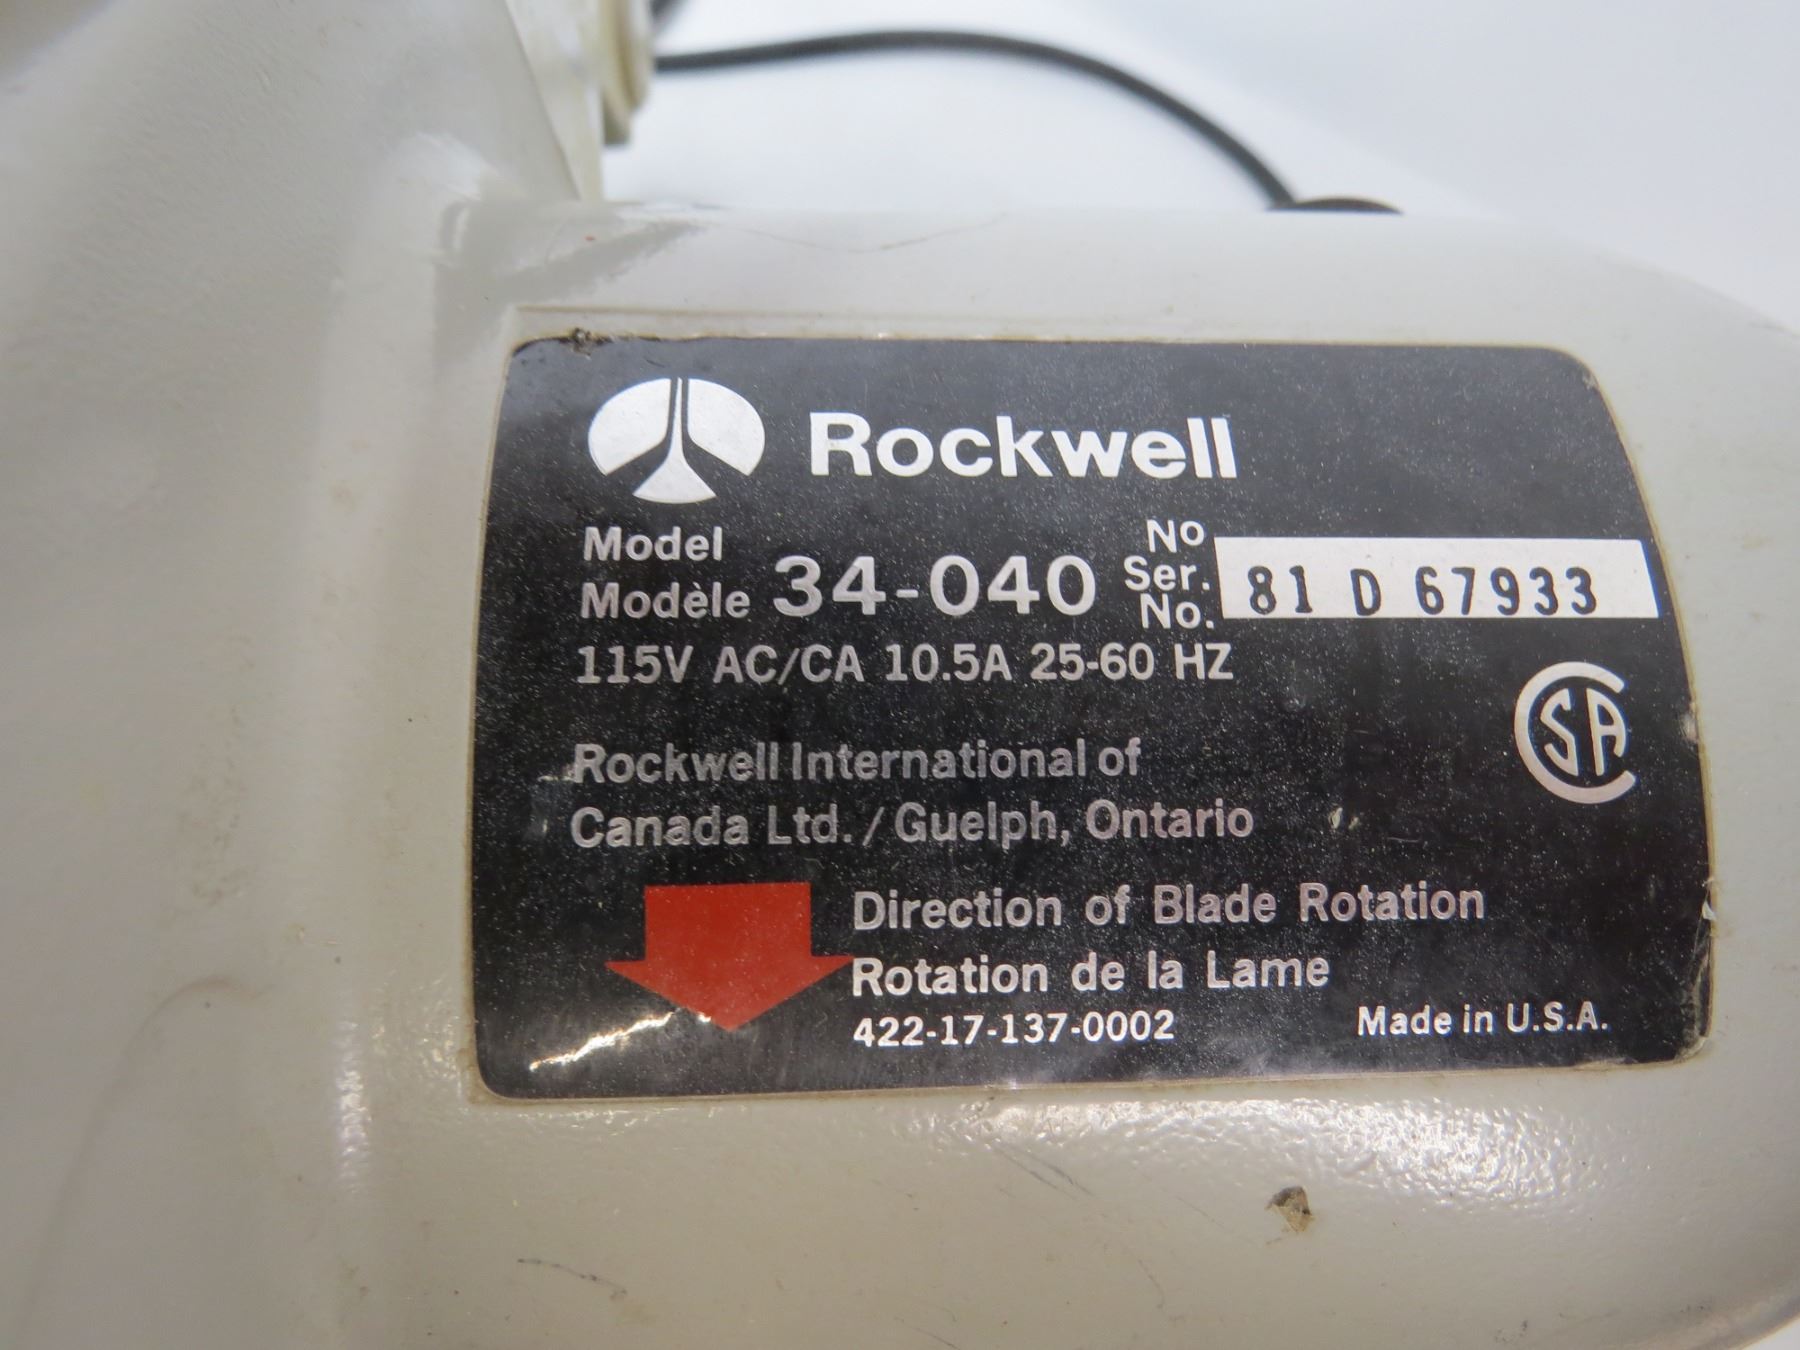 Rockwell
Model
Modèle 34-040
No
Ser.
No. 81 D 67933
115V AC/CA 10.5A 25-60 HZ
CSA
Rockwell International of
Canada Ltd. / Guelph, Ontario
Direction of Blade Rotation
Rotation de la Lame
422-17-137-0002
Made in U.S.A.